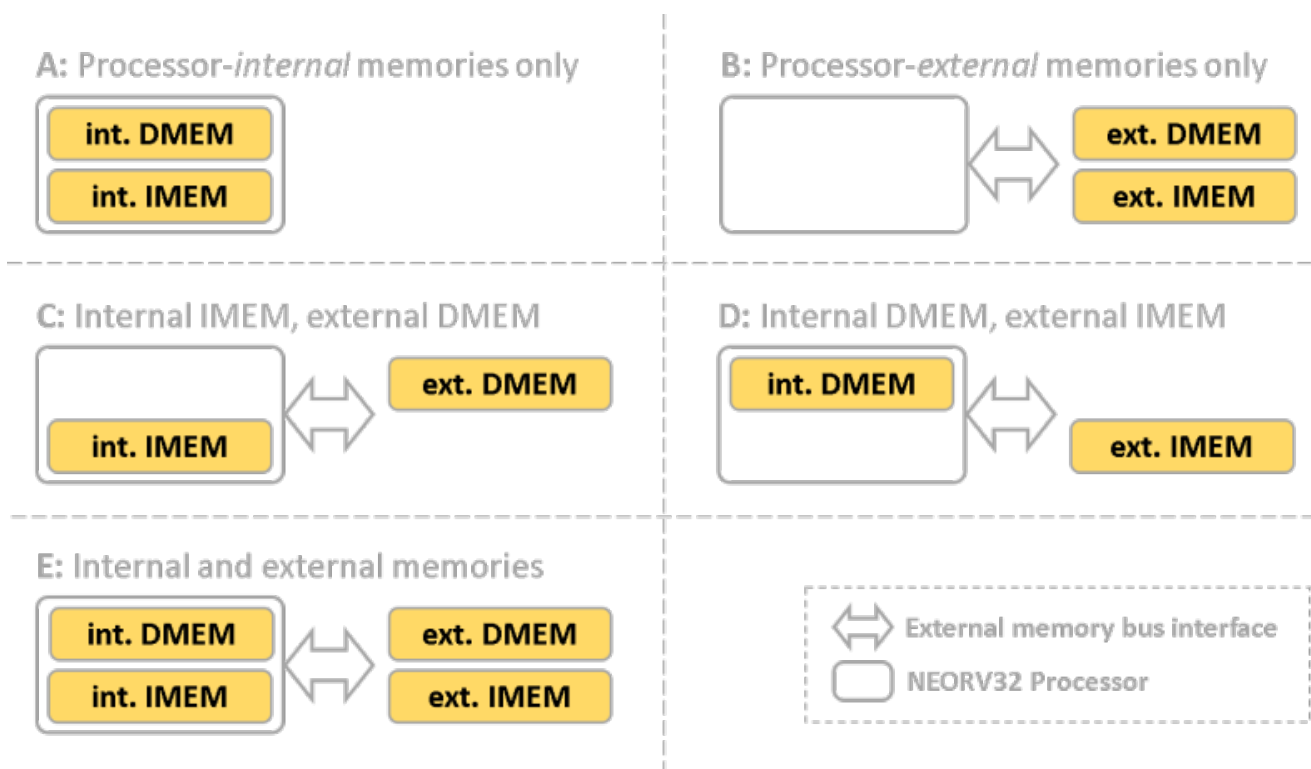 A: Processor-internal memories only
int. DMEM
int. IMEM
B: Processor-external memories only
ext. DMEM
ext. IMEM
C: Internal IMEM, external DMEM
int. IMEM
ext. DMEM
D: Internal DMEM, external IMEM
int. DMEM
ext. IMEM
E: Internal and external memories
int. DMEM
int. IMEM
ext. DMEM
ext. IMEM
External memory bus interface
NEORV32 Processor